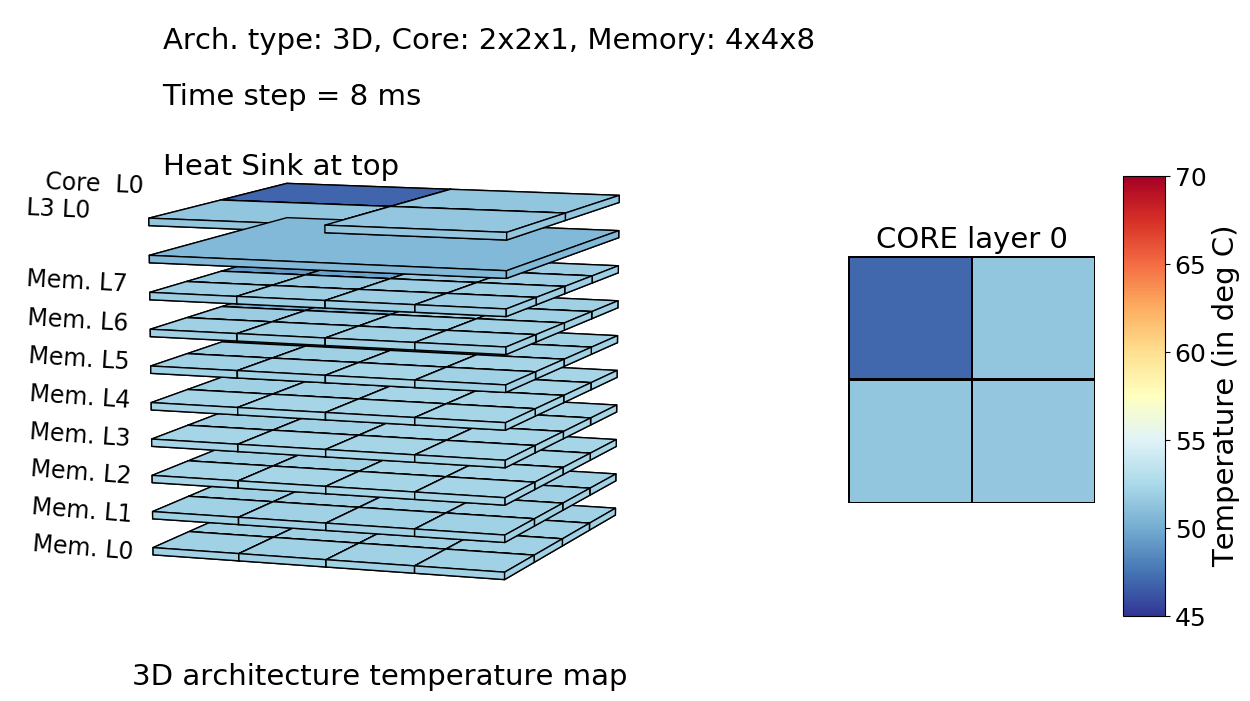 Arch. type: 3D, Core: 2x2x1, Memory: 4x4x8
Time step = 8 ms
Heat Sink at top
Core  L0
L3 L0
Mem. L7
Mem. L6
Mem. L5
Mem. L4
Mem. L3
Mem. L2
Mem. L1
Mem. L0
3D architecture temperature map
CORE layer 0
70
65
60
55
50
45
Temperature (in deg C)